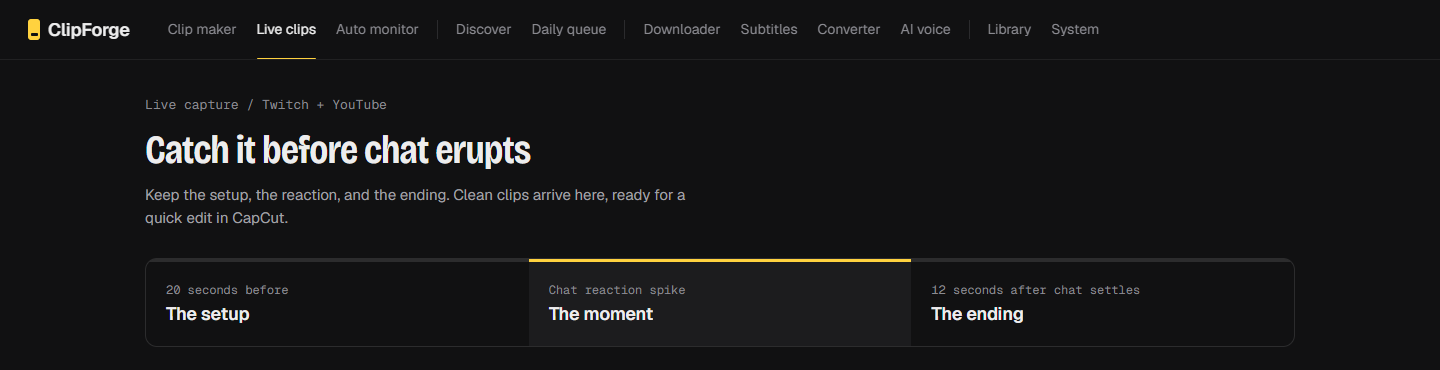 ClipForge Clip maker Live clips Auto monitor Discover Daily queue Downloader Subtitles Converter AI voice Library System
Live capture / Twitch + YouTube
Catch it before chat erupts
Keep the setup, the reaction, and the ending. Clean clips arrive here, ready for a
quick edit in CapCut.
20 seconds before
The setup
Chat reaction spike
The moment
12 seconds after chat settles
The ending